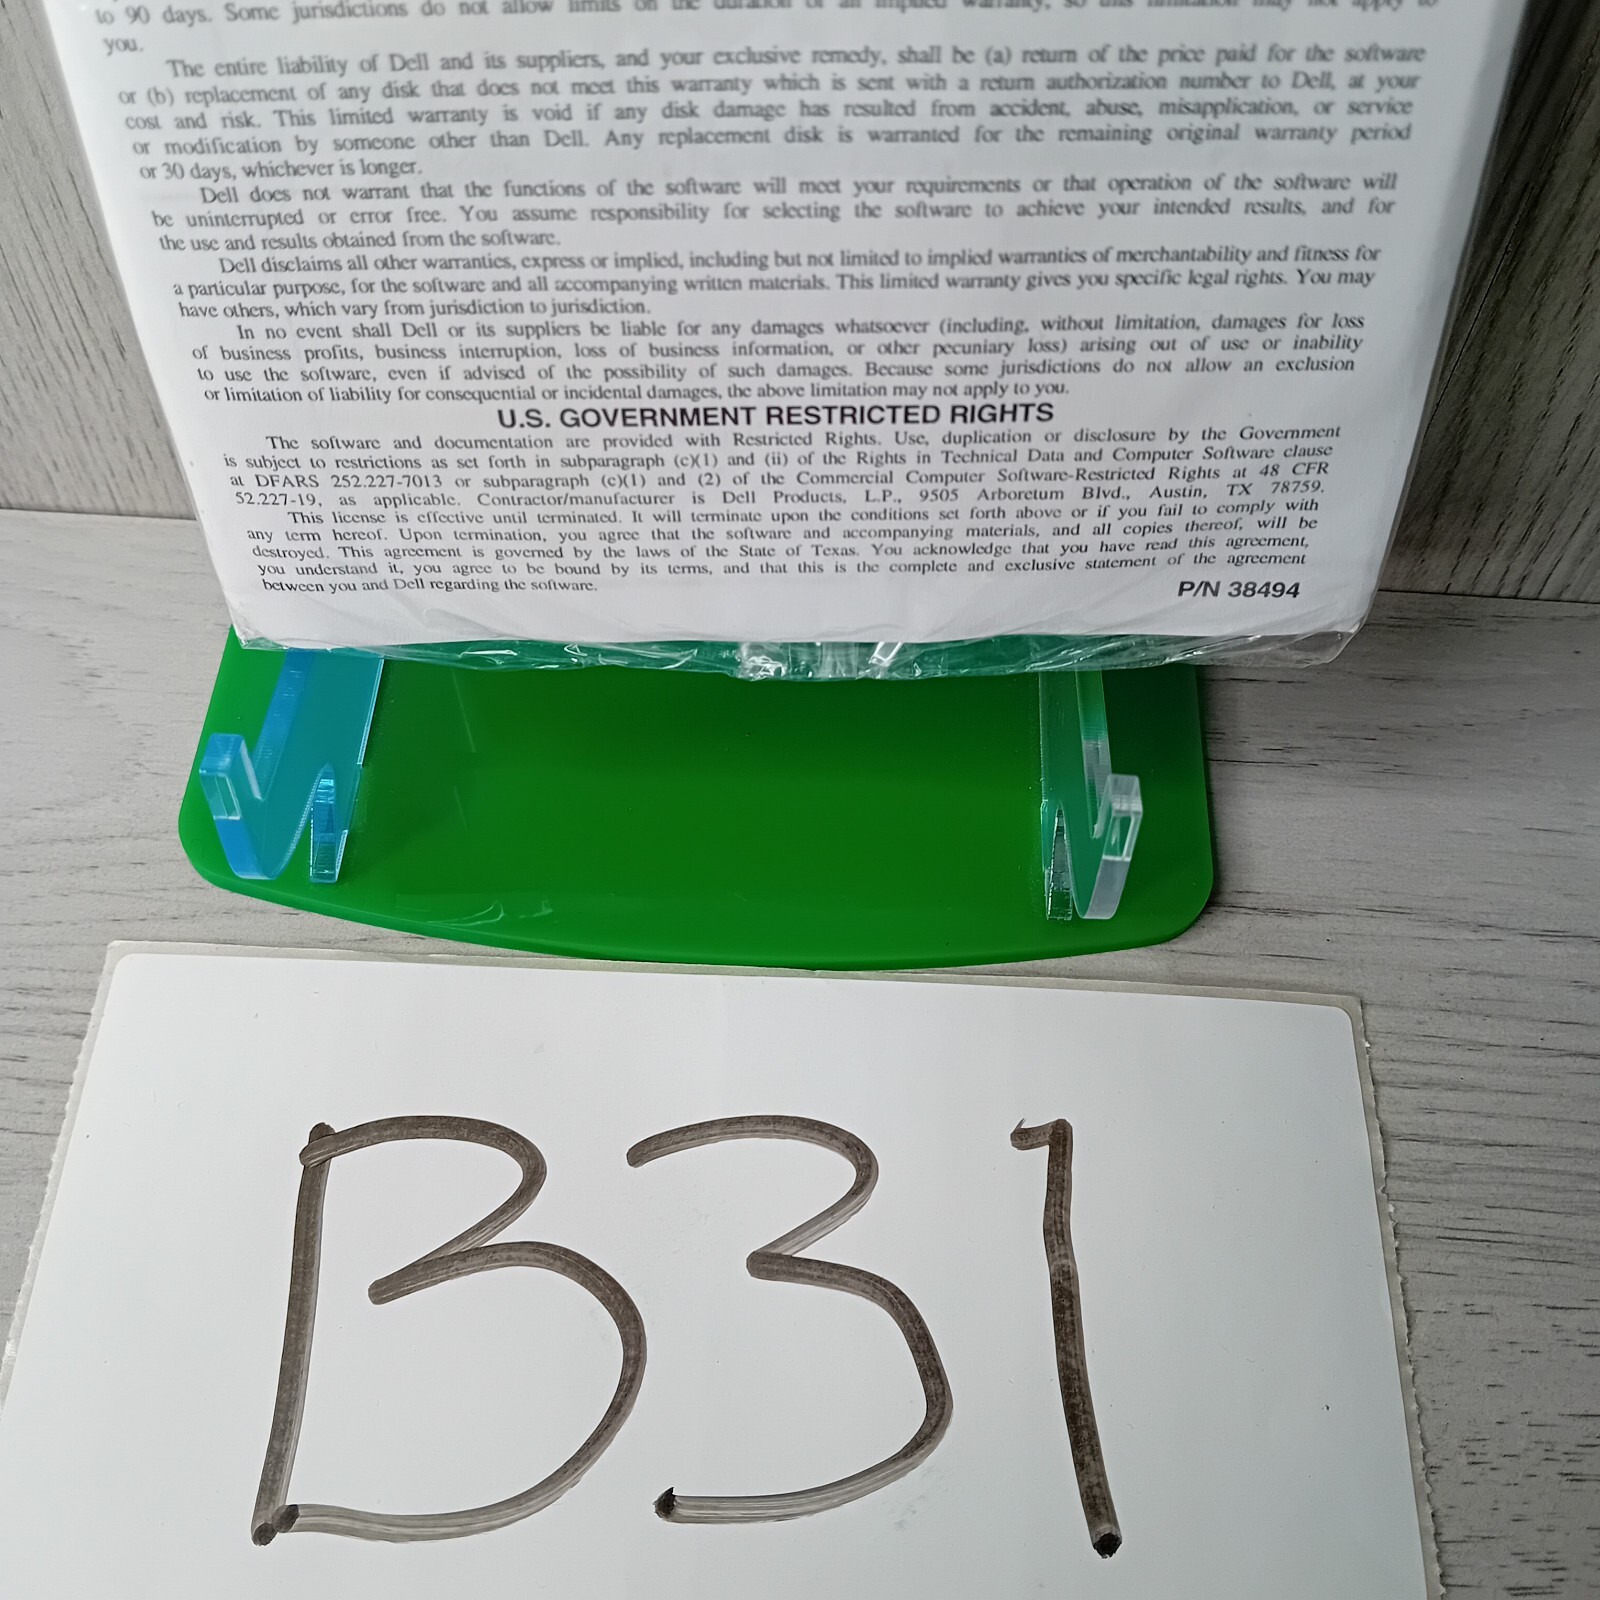 to 90 days. Some jurisdictions do not allow limits on the duration of an implied warranty, so this limitation may not apply to
you.
The entire liability of Dell and its suppliers, and your exclusive remedy, shall be (a) return of the price paid for the software
or (b) replacement of any disk that does not meet this warranty which is sent with a return authorization number to Dell, at your
cost and risk. This limited warranty is void if any disk damage has resulted from accident, abuse, misapplication, or service
or modification by someone other than Dell. Any replacement disk is warranted for the remaining original warranty period
or 30 days, whichever is longer.
Dell does not warrant that the functions of the software will meet your requirements or that operation of the software will
be uninterrupted or error free. You assume responsibility for selecting the software to achieve your intended results, and for
the use and results obtained from the software.
Dell disclaims all other warranties, express or implied, including but not limited to implied warranties of merchantability and fitness for
a particular purpose, for the software and all accompanying written materials. This limited warranty gives you specific legal rights. You may
have others, which vary from jurisdiction to jurisdiction.
In no event shall Dell or its suppliers be liable for any damages whatsoever (including, without limitation, damages for loss
of business profits, business interruption, loss of business information, or other pecuniary loss) arising out of use or inability
to use the software, even if advised of the possibility of such damages. Because some jurisdictions do not allow an exclusion
or limitation of liability for consequential or incidental damages, the above limitation may not apply to you.
U.S. GOVERNMENT RESTRICTED RIGHTS
The software and documentation are provided with Restricted Rights. Use, duplication or disclosure by the Government
is subject to restrictions as set forth in subparagraph (c)(1) and (ii) of the Rights in Technical Data and Computer Software clause
at DFARS 252.227-7013 or subparagraph (c)(1) and (2) of the Commercial Computer Software-Restricted Rights at 48 CFR
52.227-19, as applicable. Contractor/manufacturer is Dell Products, L.P., 9505 Arboretum Blvd., Austin, TX 78759.
This license is effective until terminated. It will terminate upon the conditions set forth above or if you fail to comply with
any term hereof. Upon termination, you agree that the software and accompanying materials, and all copies thereof, will be
destroyed. This agreement is governed by the laws of the State of Texas. You acknowledge that you have read this agreement,
you understand it, you agree to be bound by its terms, and that this is the complete and exclusive statement of the agreement
between you and Dell regarding the software.
P/N 38494
B31